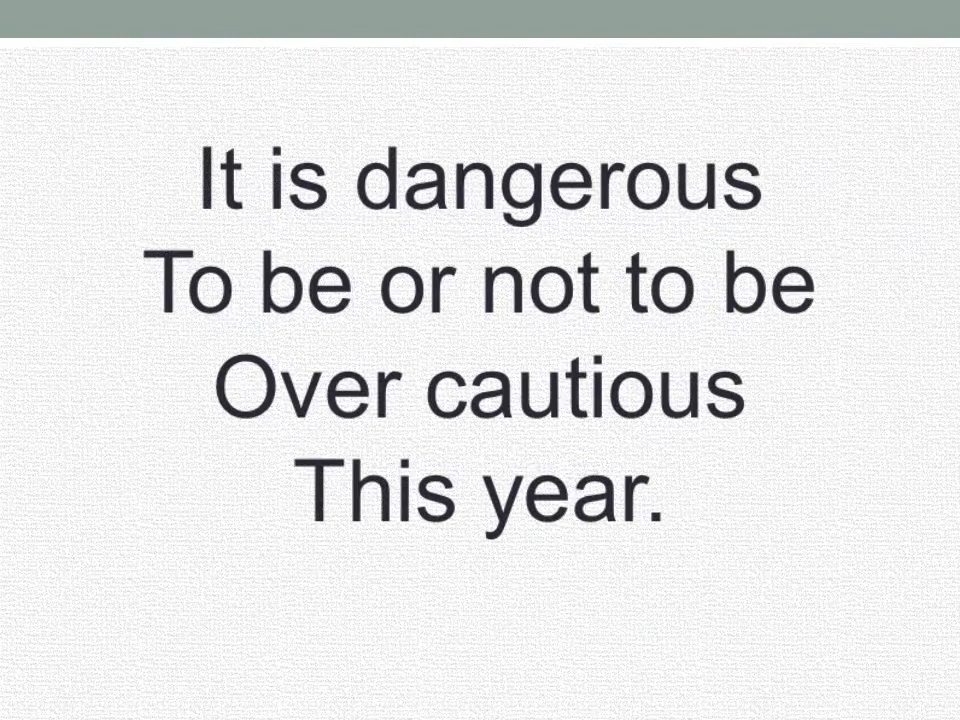 It is dangerous
To be or not to be
Over cautious
This year.